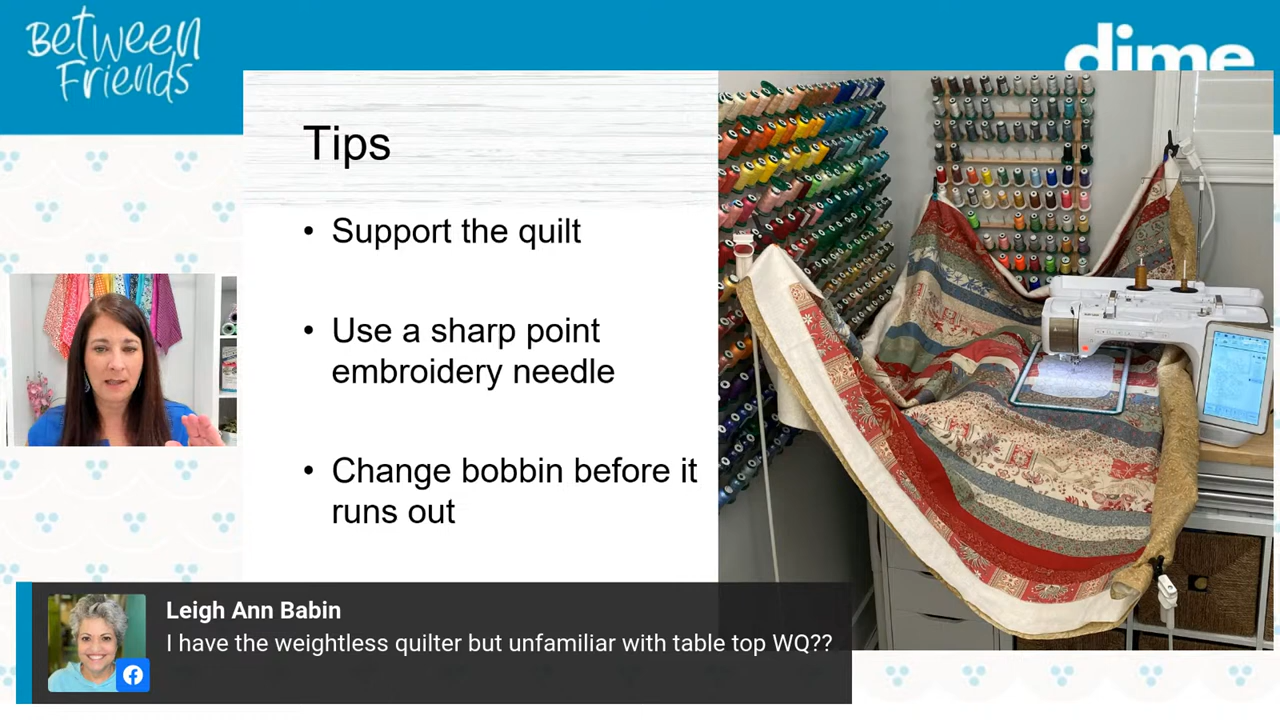 Between
Friends
dime
Tips
• Support the quilt
• Use a sharp point
embroidery needle
• Change bobbin before it
runs out
Leigh Ann Babin
I have the weightless quilter but unfamiliar with table top WQ??